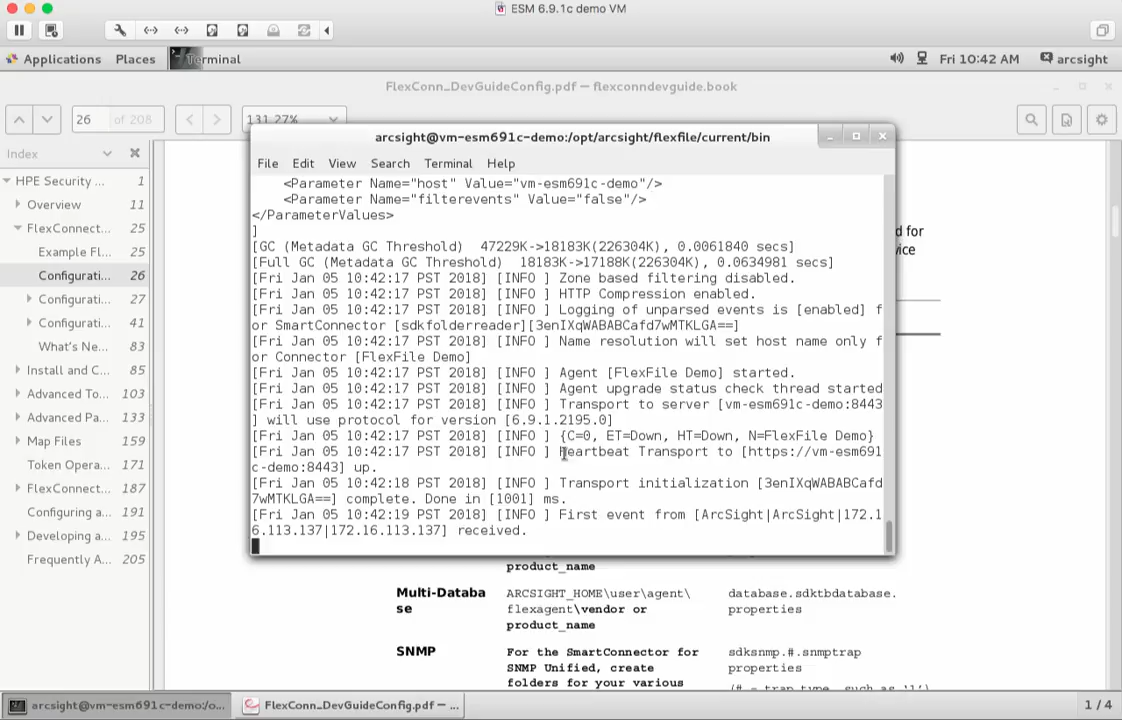 ESM 6.9.1c demo VM
Applications Places Terminal Fri 10:42 AM arcsight
FlexConn_DevGuideConfig.pdf — flexconndevguide.book
26 of 208 131.27%
Index
HPE Security ... 1
Overview 11
FlexConnect... 25
Example Fl... 25
Configurati... 26
Configurati... 27
Configurati... 41
What's Ne... 83
Install and C... 85
Advanced To... 103
Advanced Pa... 133
Map Files 159
Token Opera... 171
FlexConnect... 187
Configuring a... 191
Developing a... 195
Frequently A... 205
arcsight@vm-esm691c-demo:/opt/arcsight/flexfile/current/bin
File Edit View Search Terminal Help
<Parameter Name="host" Value="vm-esm691c-demo"/>
<Parameter Name="filterevents" Value="false"/>
</ParameterValues>
]
[GC (Metadata GC Threshold) 47229K->18183K(226304K), 0.0061840 secs]
[Full GC (Metadata GC Threshold) 18183K->17188K(226304K), 0.0634981 secs]
[Fri Jan 05 10:42:17 PST 2018] [INFO ] Zone based filtering disabled.
[Fri Jan 05 10:42:17 PST 2018] [INFO ] HTTP Compression enabled.
[Fri Jan 05 10:42:17 PST 2018] [INFO ] Logging of unparsed events is [enabled] f
or SmartConnector [sdkfolderreader][3enIXqWABABCafd7wMTKLGA==]
[Fri Jan 05 10:42:17 PST 2018] [INFO ] Name resolution will set host name only f
or Connector [FlexFile Demo]
[Fri Jan 05 10:42:17 PST 2018] [INFO ] Agent [FlexFile Demo] started.
[Fri Jan 05 10:42:17 PST 2018] [INFO ] Agent upgrade status check thread started
[Fri Jan 05 10:42:17 PST 2018] [INFO ] Transport to server [vm-esm691c-demo:8443
] will use protocol for version [6.9.1.2195.0]
[Fri Jan 05 10:42:17 PST 2018] [INFO ] {C=0, ET=Down, HT=Down, N=FlexFile Demo}
[Fri Jan 05 10:42:17 PST 2018] [INFO ] Heartbeat Transport to [https://vm-esm691
c-demo:8443] up.
[Fri Jan 05 10:42:18 PST 2018] [INFO ] Transport initialization [3enIXqWABABCafd
7wMTKLGA==] complete. Done in [1001] ms.
[Fri Jan 05 10:42:19 PST 2018] [INFO ] First event from [ArcSight|ArcSight|172.1
6.113.137|172.16.113.137] received.
d for
vice
product_name
Multi-Databa
se
ARCSIGHT_HOME\user\agent\
flexagent\vendor or
product_name
database.sdktbdatabase.
properties
SNMP
For the SmartConnector for
SNMP Unified, create
folders for your various
sdksnmp.#.snmptrap
properties
(# – trap type, such as '1')
arcsight@vm-esm691c-demo:/o... FlexConn_DevGuideConfig.pdf — ... 1 / 4